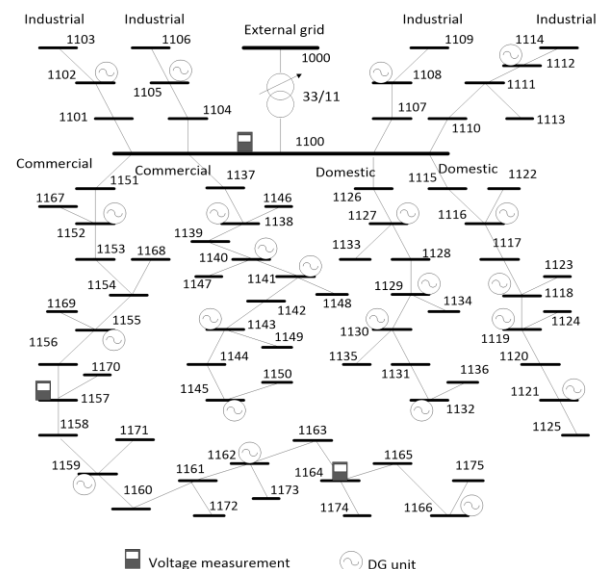 Industrial Industrial External grid Industrial Industrial
1103 1106 1000 1109 1114
1102 1105 1108 1112
1111
33/11
1101 1104 1107 1110 1113
1100
Commercial Commercial Domestic Domestic
1151 1137 1126 1115 1122
1167 1146
1152 1138 1127 1116
1139
1153 1168 1140 1133 1128 1117
1147 1141 1123
1154 1148 1129 1118
1169 1142 1134 1124
1155 1143 1130 1119
1156 1149
1144 1135 1131 1136 1120
1170 1150
1157 1145 1132 1121
1158 1171 1163 1125
1162 1165
1159 1161 1164 1175
1160 1173
1172 1174 1166
Voltage measurement DG unit